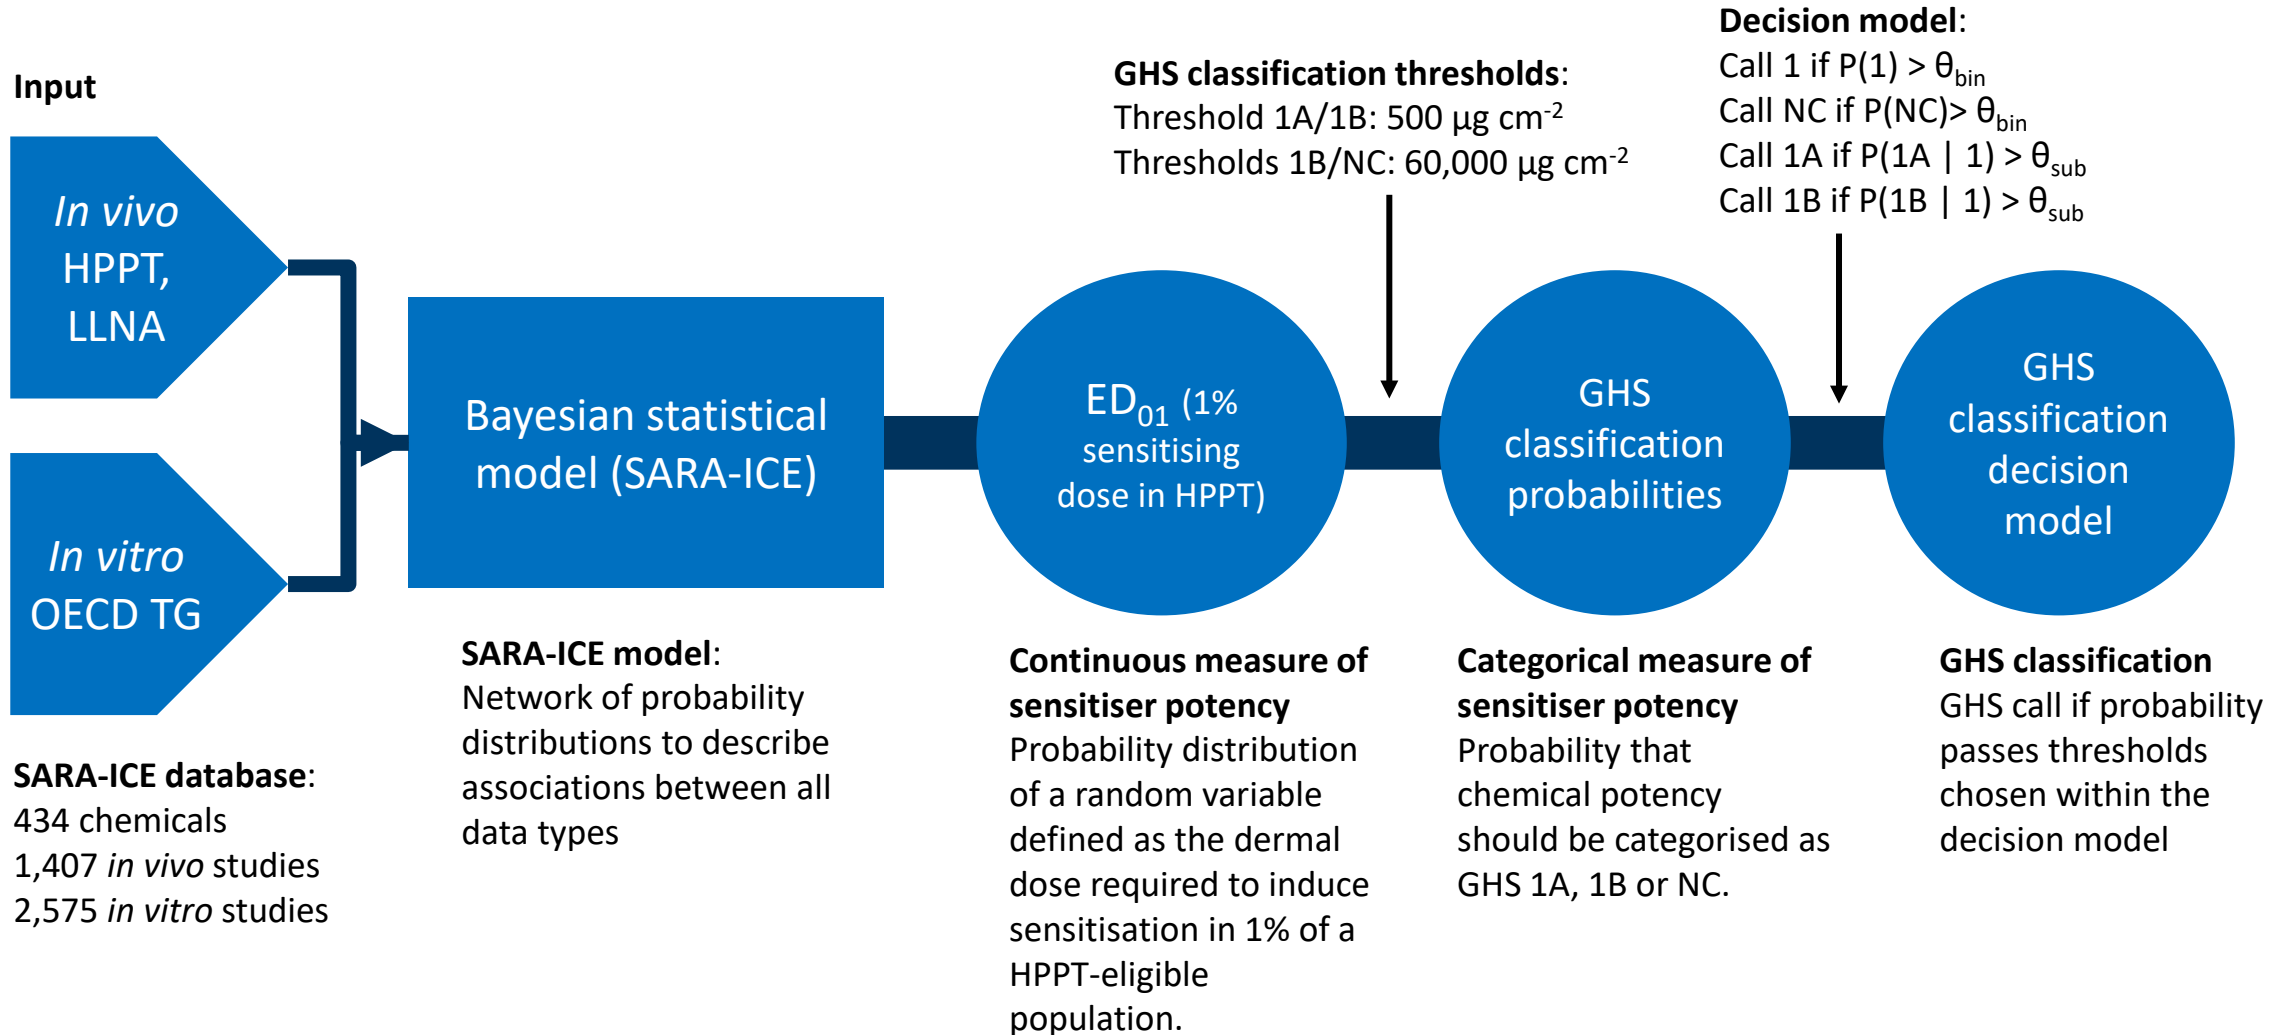 Input
In vivo
HPPT,
LLNA
In vitro
OECD TG
SARA-ICE database:
434 chemicals
1,407 in vivo studies
2,575 in vitro studies
Bayesian statistical
model (SARA-ICE)
SARA-ICE model:
Network of probability
distributions to describe
associations between all
data types
ED01 (1%
sensitising
dose in HPPT)
Continuous measure of
sensitiser potency
Probability distribution
of a random variable
defined as the dermal
dose required to induce
sensitisation in 1% of a
HPPT-eligible
population.
GHS classification thresholds:
Threshold 1A/1B: 500 µg cm-2
Thresholds 1B/NC: 60,000 µg cm-2
GHS
classification
probabilities
Categorical measure of
sensitiser potency
Probability that
chemical potency
should be categorised as
GHS 1A, 1B or NC.
Decision model:
Call 1 if P(1) > θbin
Call NC if P(NC)> θbin
Call 1A if P(1A | 1) > θsub
Call 1B if P(1B | 1) > θsub
GHS
classification
decision
model
GHS classification
GHS call if probability
passes thresholds
chosen within the
decision model